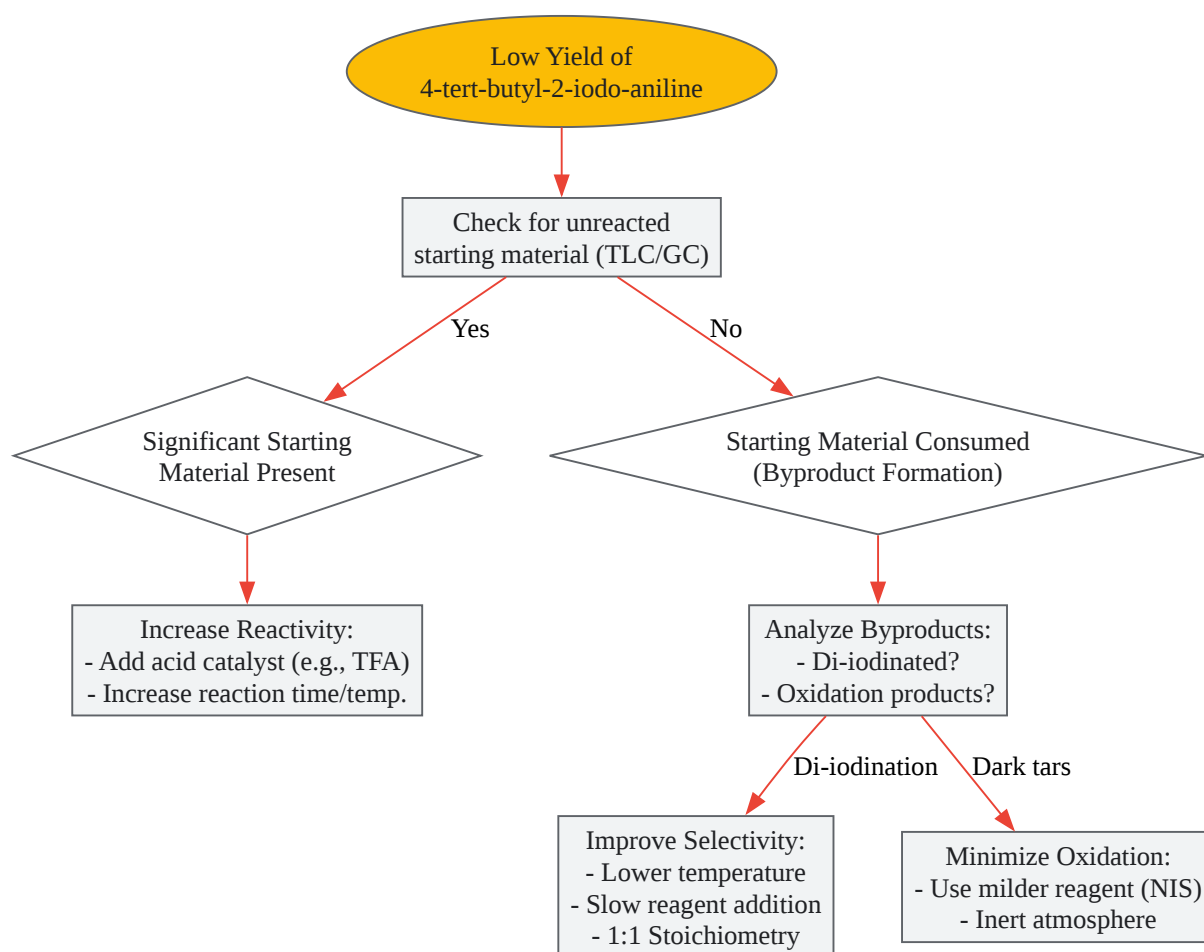 Low Yield of
4-tert-butyl-2-iodo-aniline
Check for unreacted
starting material (TLC/GC)
Yes
No
Significant Starting
Material Present
Starting Material Consumed
(Byproduct Formation)
Increase Reactivity:
- Add acid catalyst (e.g., TFA)
- Increase reaction time/temp.
Analyze Byproducts:
- Di-iodinated?
- Oxidation products?
Di-iodination
Dark tars
Improve Selectivity:
- Lower temperature
- Slow reagent addition
- 1:1 Stoichiometry
Minimize Oxidation:
- Use milder reagent (NIS)
- Inert atmosphere